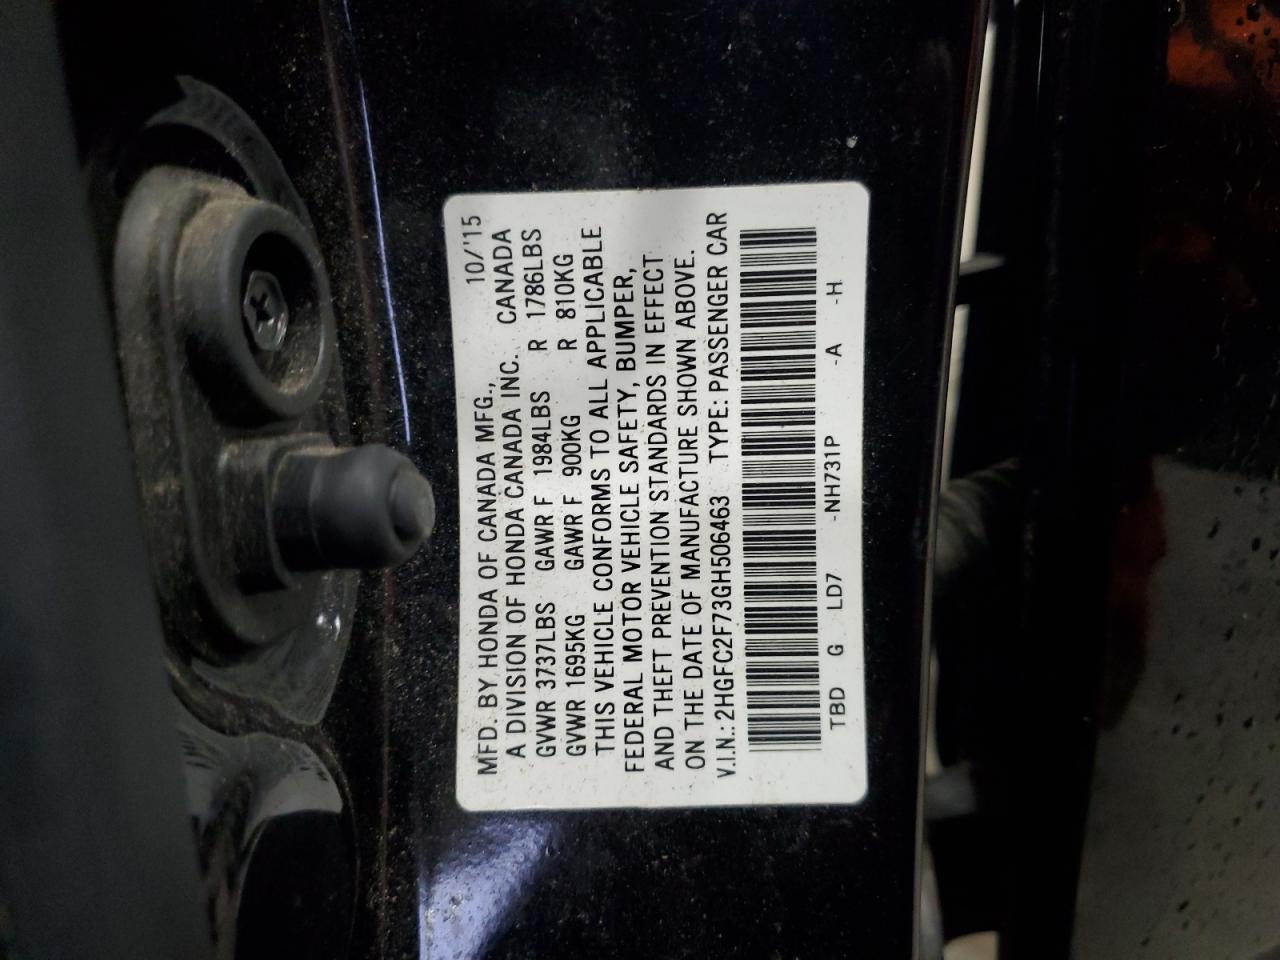 MFD. BY HONDA OF CANADA MFG., 10/'15
A DIVISION OF HONDA CANADA INC. CANADA
GVWR 3737LBS GAWR F 1984LBS R 1786LBS
GVWR 1695KG GAWR F 900KG R 810KG
THIS VEHICLE CONFORMS TO ALL APPLICABLE
FEDERAL MOTOR VEHICLE SAFETY, BUMPER,
AND THEFT PREVENTION STANDARDS IN EFFECT
ON THE DATE OF MANUFACTURE SHOWN ABOVE.
V.I.N.: 2HGFC2F73GH506463 TYPE: PASSENGER CAR
TBD G LD7 -NH731P -A -H